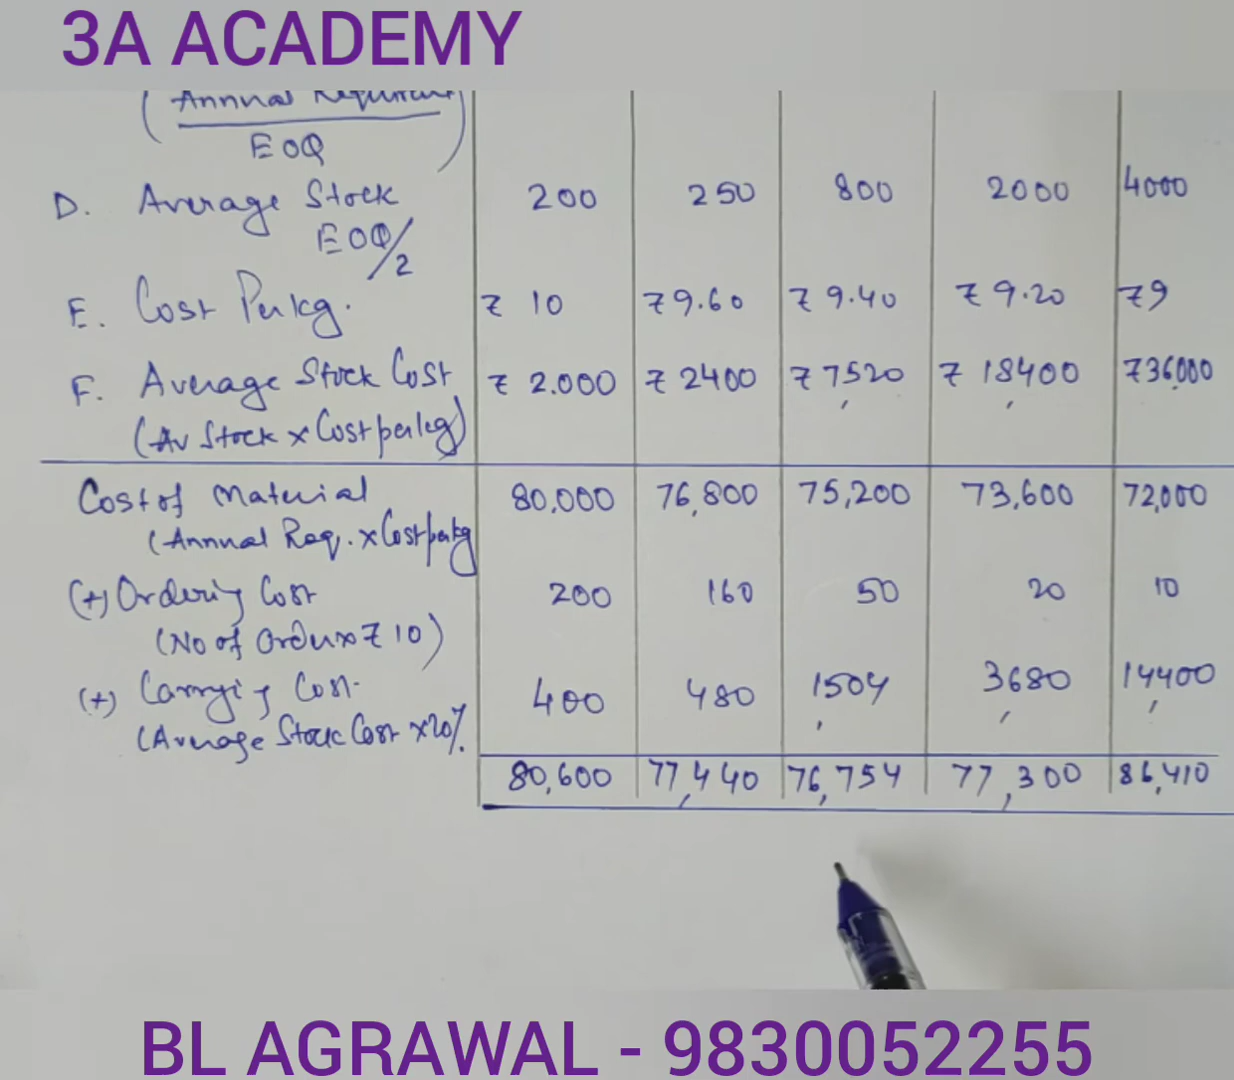 3A ACADEMY
(Annual Requirement)
EOQ
D. Average Stock 200 250 800 2000 4000
EOQ/2
E. Cost Per kg. ₹ 10 ₹9.60 ₹ 9.40 ₹ 9.20 ₹9
F. Average Stock Cost ₹ 2.000 ₹ 2400 ₹ 7520 ₹ 18400 ₹36000
(Av Stock x Cost per kg)
Cost of Material 80,000 76,800 75,200 73,600 72,000
(Annual Req. x Cost per kg
(+) Ordering Cost 200 160 50 20 10
(No of Order x ₹ 10)
(+) Carrying Cost 400 480 1504 3680 14400
(Average Stock Cost x 20%
80,600 77,440 76,754 77,300 86,410
BL AGRAWAL - 9830052255